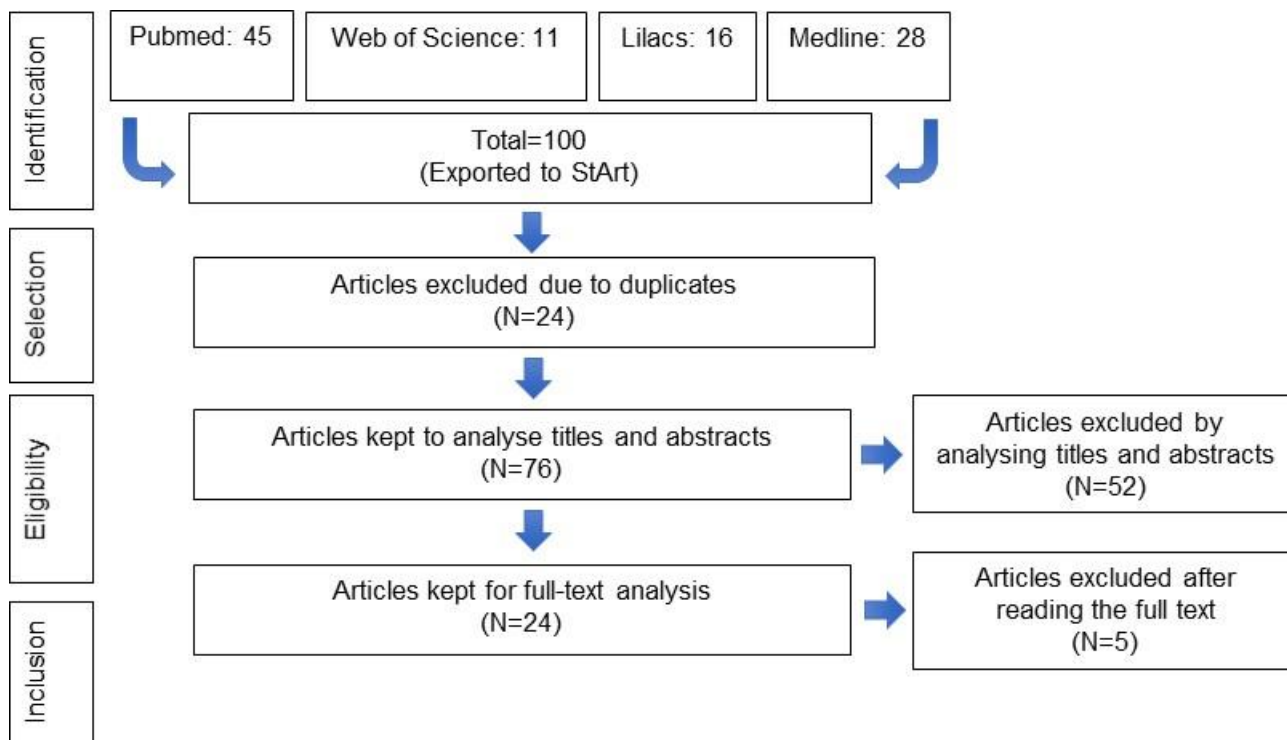 Identification
Pubmed: 45
Web of Science: 11
Lilacs: 16
Medline: 28
Total=100
(Exported to StArt)
Selection
Articles excluded due to duplicates
(N=24)
Eligibility
Articles kept to analyse titles and abstracts
(N=76)
Articles excluded by
analysing titles and abstracts
(N=52)
Inclusion
Articles kept for full-text analysis
(N=24)
Articles excluded after
reading the full text
(N=5)